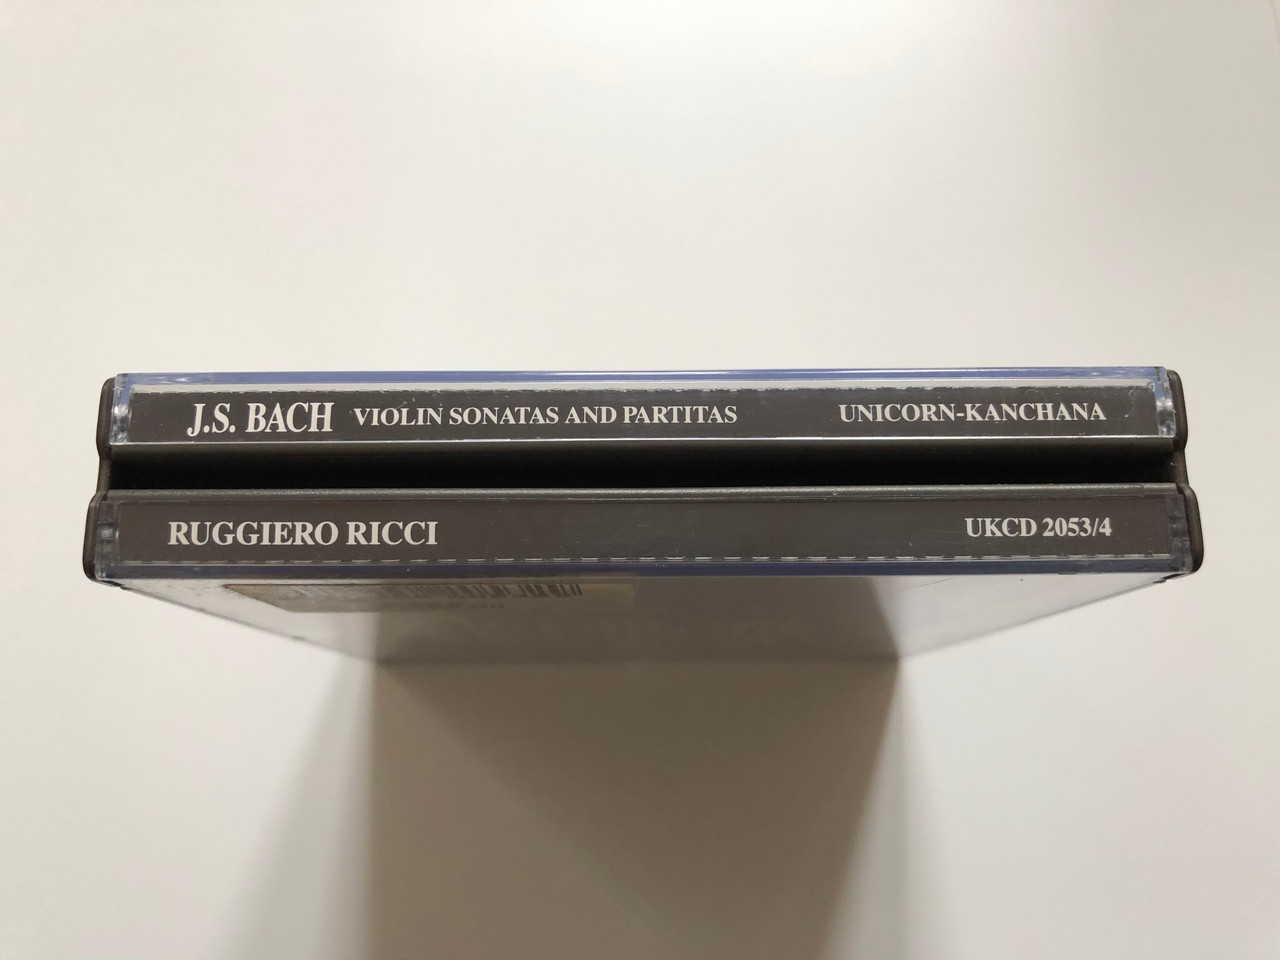 J.S. BACH VIOLIN SONATAS AND PARTITAS UNICORN-KANCHANA
RUGGIERO RICCI UKCD 2053/4